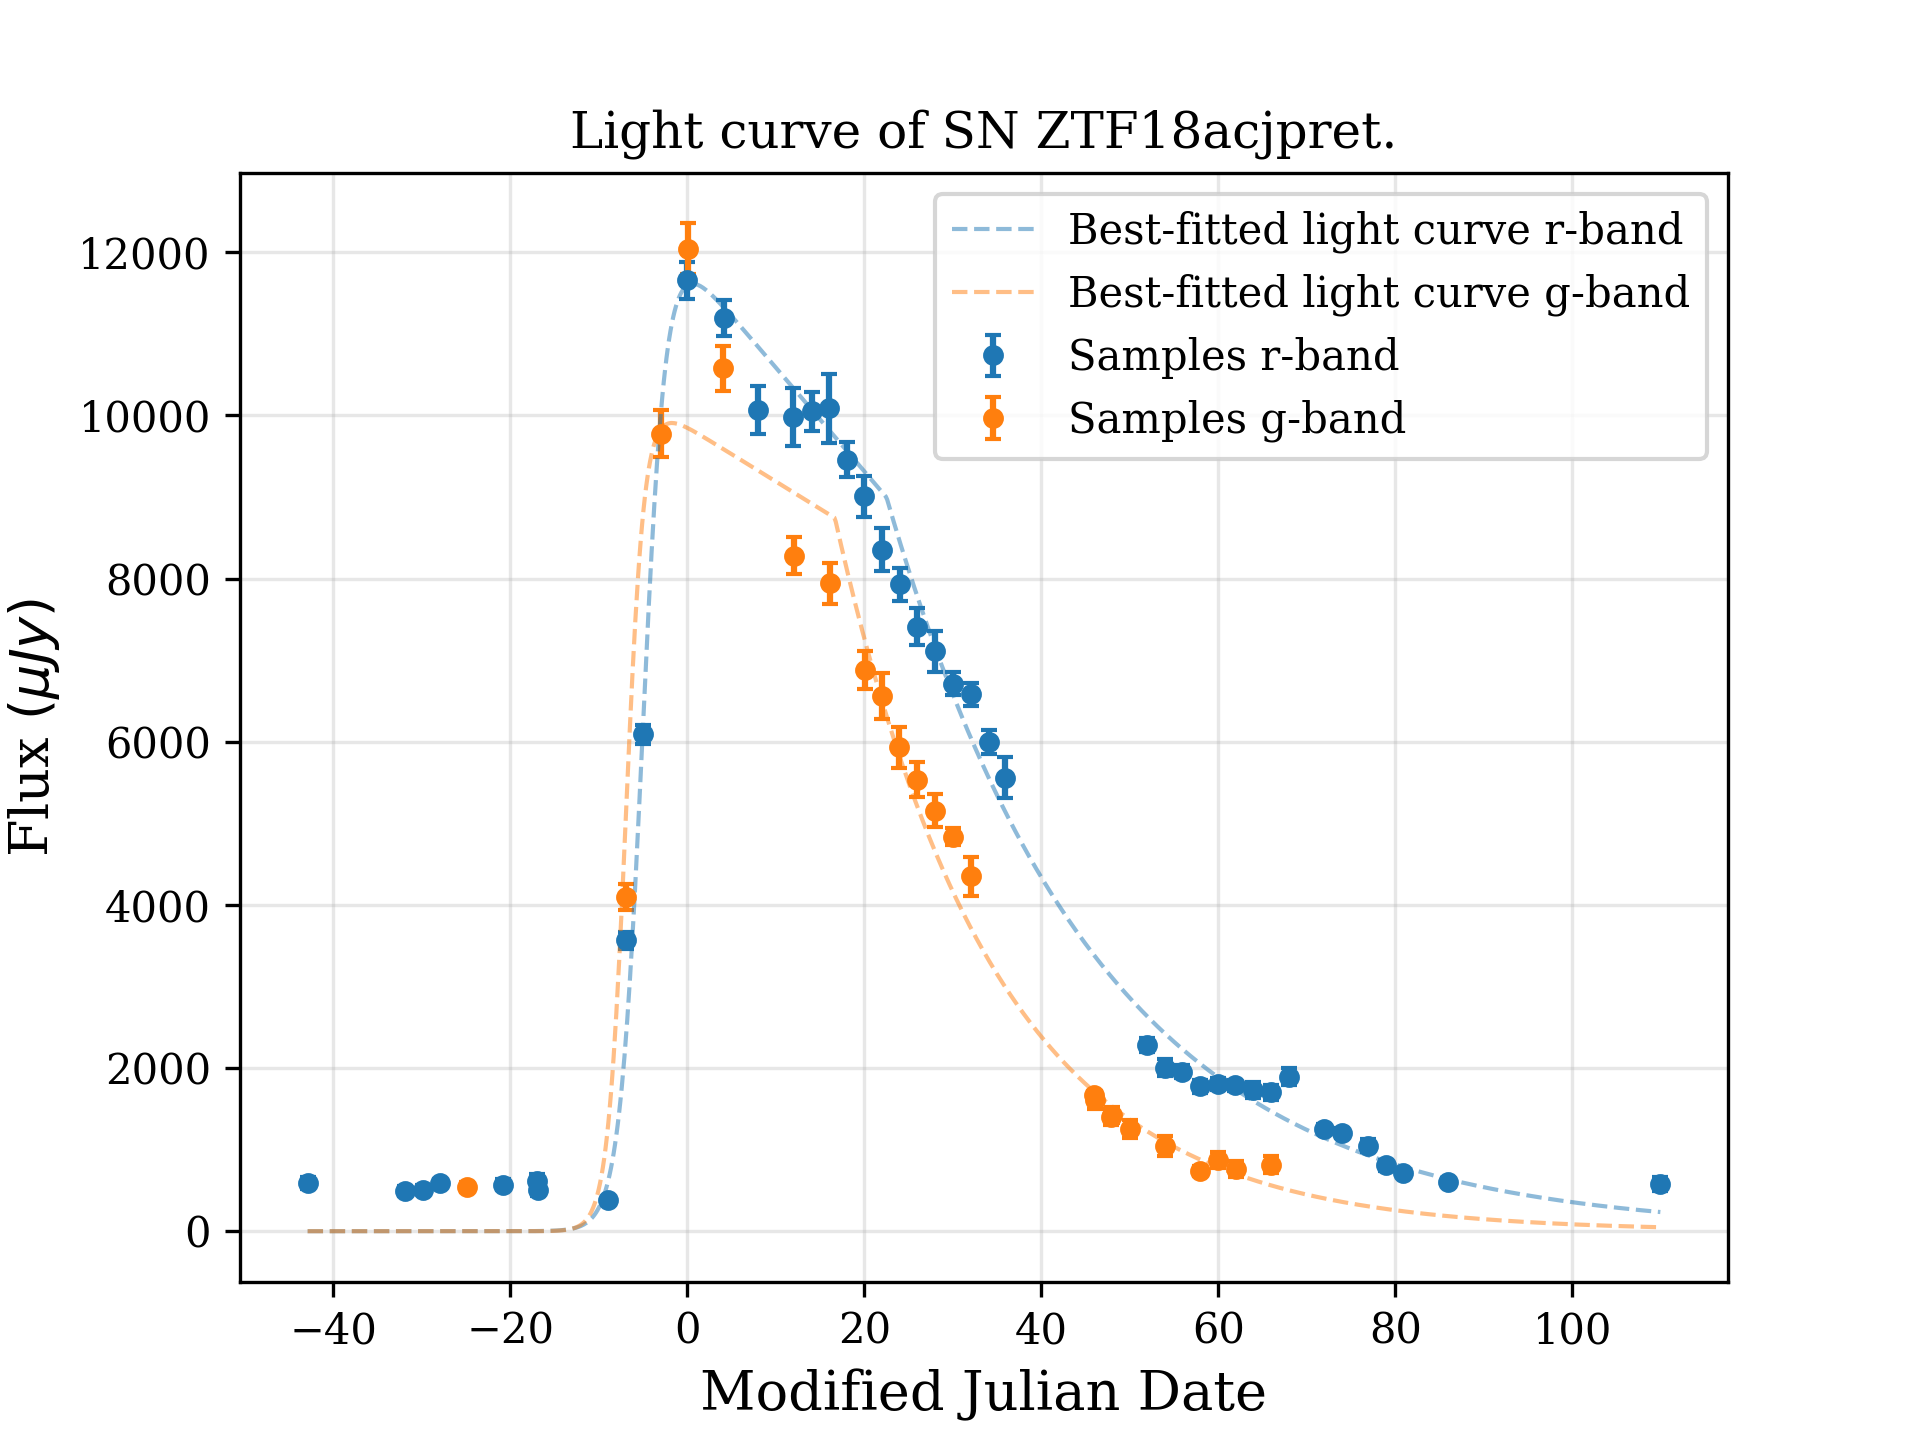 Light curve of SN ZTF18acjpret.
Best-fitted light curve r-band
Best-fitted light curve g-band
Samples r-band
Samples g-band
12000
10000
8000
6000
4000
2000
0
Flux (μJy)
−40 −20 0 20 40 60 80 100
Modified Julian Date